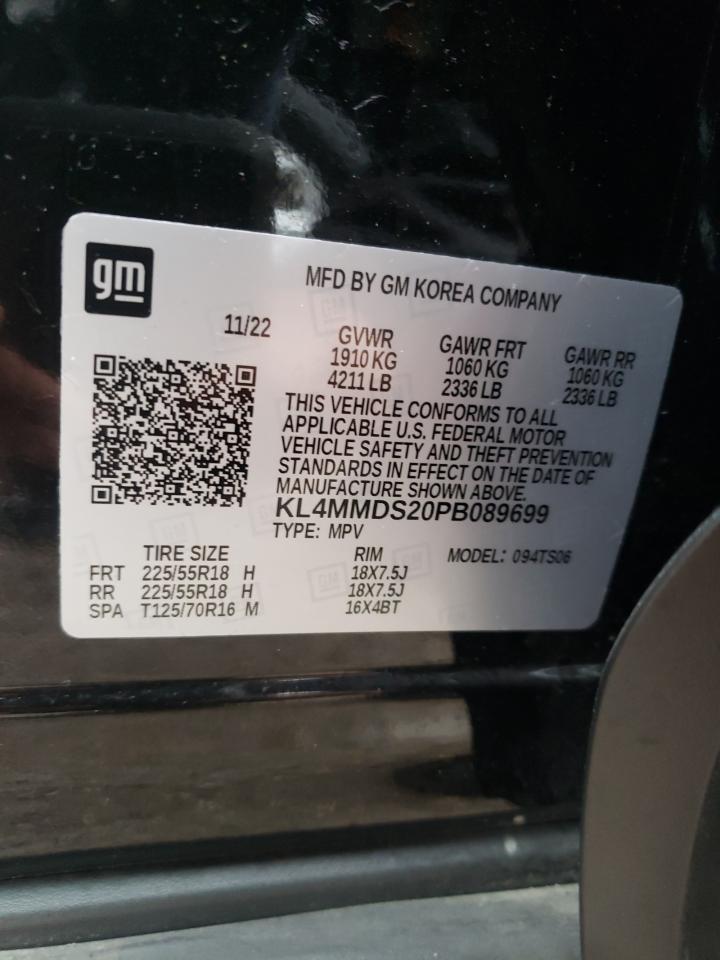 gm
MFD BY GM KOREA COMPANY
11/22
GVWR
1910 KG
4211 LB
GAWR FRT
1060 KG
2336 LB
GAWR RR
1060 KG
2336 LB
THIS VEHICLE CONFORMS TO ALL
APPLICABLE U.S. FEDERAL MOTOR
VEHICLE SAFETY AND THEFT PREVENTION
STANDARDS IN EFFECT ON THE DATE OF
MANUFACTURE SHOWN ABOVE.
KL4MMDS20PB089699
TYPE: MPV
TIRE SIZE RIM MODEL: 094TS06
FRT 225/55R18 H 18X7.5J
RR 225/55R18 H 18X7.5J
SPA T125/70R16 M 16X4BT